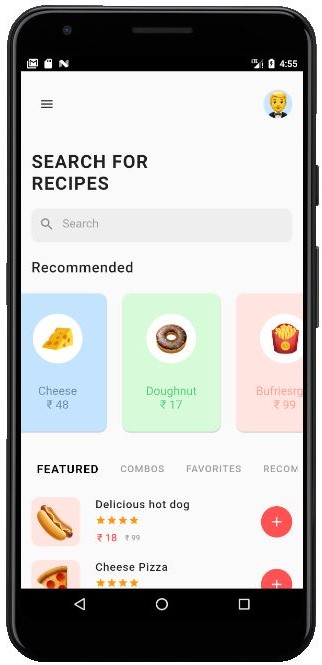 4:55
SEARCH FOR
RECIPES
Search
Recommended
Cheese
₹ 48
Doughnut
₹ 17
Bufriesrg
₹ 99
FEATURED COMBOS FAVORITES RECOM
Delicious hot dog
₹ 18 ₹ 99
Cheese Pizza